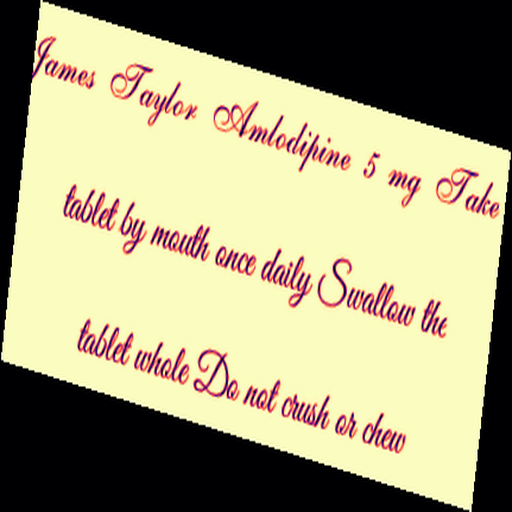 James Taylor Amlodipine 5 mg Take
tablet by mouth once daily Swallow the
tablet whole Do not crush or chew